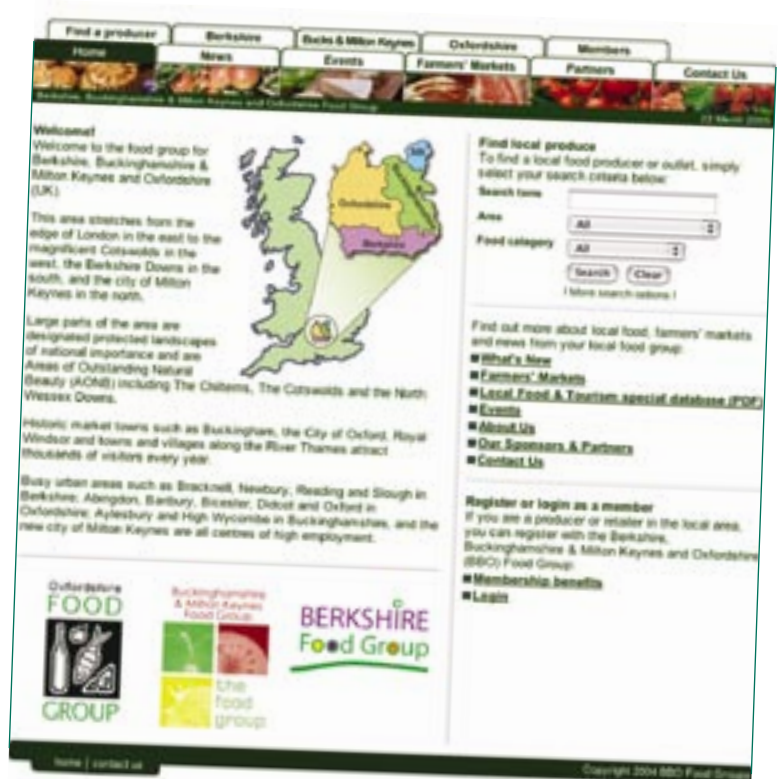 Find a producer
Berkshire
Bucks & Milton Keynes
Oxfordshire
Members
Home
News
Events
Farmers' Markets
Partners
Contact Us
Berkshire, Buckinghamshire & Milton Keynes and Oxfordshire Food Group
22 March 2005
Welcome!
Welcome to the food group for
Berkshire, Buckinghamshire &
Milton Keynes and Oxfordshire
(UK).
This area stretches from the
edge of London in the east to the
magnificent Cotswolds in the
west, the Berkshire Downs in the
south, and the city of Milton
Keynes in the north.
Large parts of the area are
designated protected landscapes
of national importance and are
Areas of Outstanding Natural
Beauty (AONB) including The Chilterns, The Cotswolds and the North
Wessex Downs.
Historic market towns such as Buckingham, the City of Oxford, Royal
Windsor and towns and villages along the River Thames attract
thousands of visitors every year.
Busy urban areas such as Bracknell, Newbury, Reading and Slough in
Berkshire; Abingdon, Banbury, Bicester, Didcot and Oxford in
Oxfordshire; Aylesbury and High Wycombe in Buckinghamshire, and the
new city of Milton Keynes are all centres of high employment.
Oxfordshire
Berkshire
Find local produce
To find a local food producer or outlet, simply
select your search criteria below:
Search term
Area
All
Food category
All
Search
Clear
! More search options !
Find out more about local food, farmers' markets
and news from your local food group:
What's New
Farmers' Markets
Local Food & Tourism special database (PDF)
Events
About Us
Our Sponsors & Partners
Contact Us
Register or login as a member
If you are a producer or retailer in the local area,
you can register with the Berkshire,
Buckinghamshire & Milton Keynes and Oxfordshire
(BBO) Food Group:
Membership benefits
Login
Oxfordshire
FOOD
GROUP
Buckinghamshire
& Milton Keynes
Food Group
the
food
group
BERKSHIRE
Food Group
home | contact us
Copyright 2004 BBO Food Group